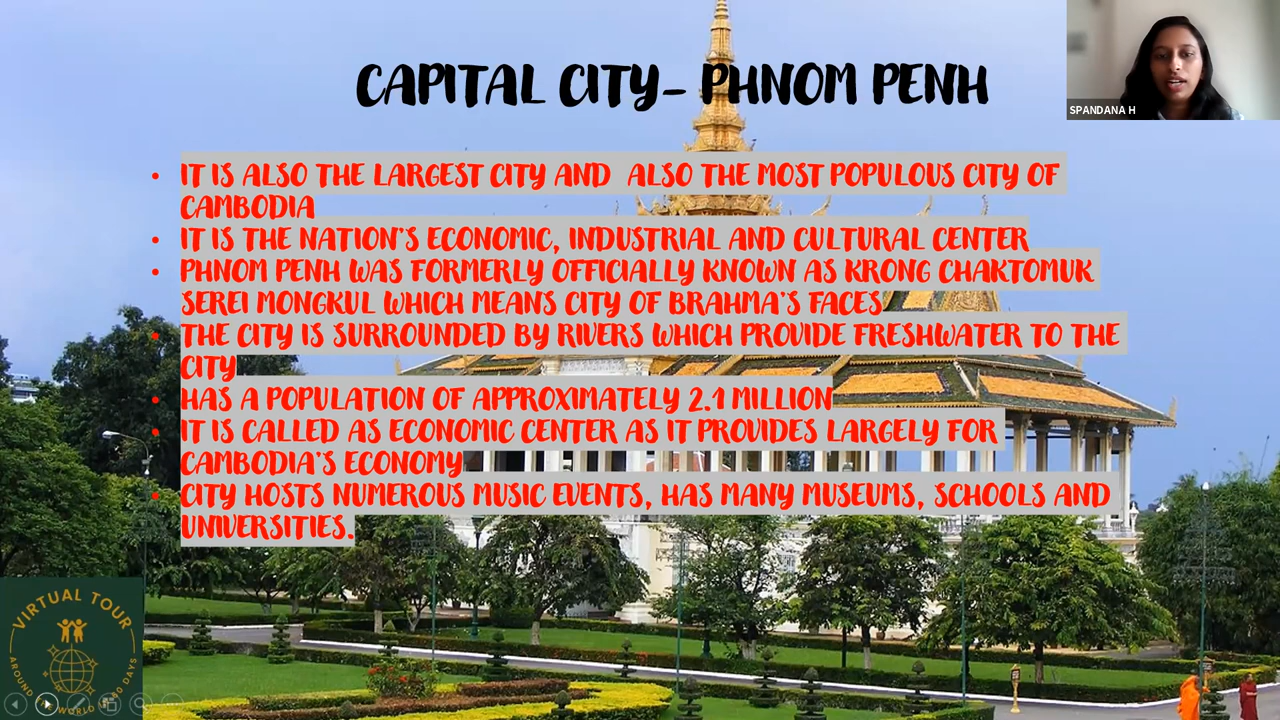 CAPITAL CITY- PHNOM PENH
SPANDANA H
• IT IS ALSO THE LARGEST CITY AND ALSO THE MOST POPULOUS CITY OF
CAMBODIA
• IT IS THE NATION'S ECONOMIC, INDUSTRIAL AND CULTURAL CENTER
• PHNOM PENH WAS FORMERLY OFFICIALLY KNOWN AS KRONG CHAKTOMUK
SEREI MONGKUL WHICH MEANS CITY OF BRAHMA'S FACES
• THE CITY IS SURROUNDED BY RIVERS WHICH PROVIDE FRESHWATER TO THE
CITY
• HAS A POPULATION OF APPROXIMATELY 2.1 MILLION
• IT IS CALLED AS ECONOMIC CENTER AS IT PROVIDES LARGELY FOR
CAMBODIA'S ECONOMY
• CITY HOSTS NUMEROUS MUSIC EVENTS, HAS MANY MUSEUMS, SCHOOLS AND
UNIVERSITIES.
VIRTUAL TOUR
AROUND WORLD DAYS